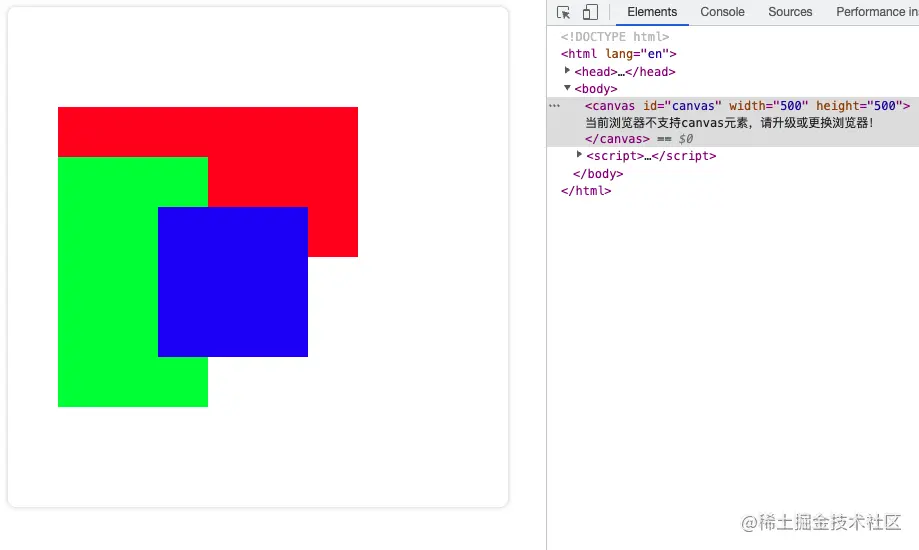 Elements Console Sources Performance in
<!DOCTYPE html>
<html lang="en">
<head>…</head>
<body>
<canvas id="canvas" width="500" height="500">
当前浏览器不支持canvas元素，请升级或更换浏览器！
</canvas> == $0
<script>…</script>
</body>
</html>
@稀土掘金技术社区